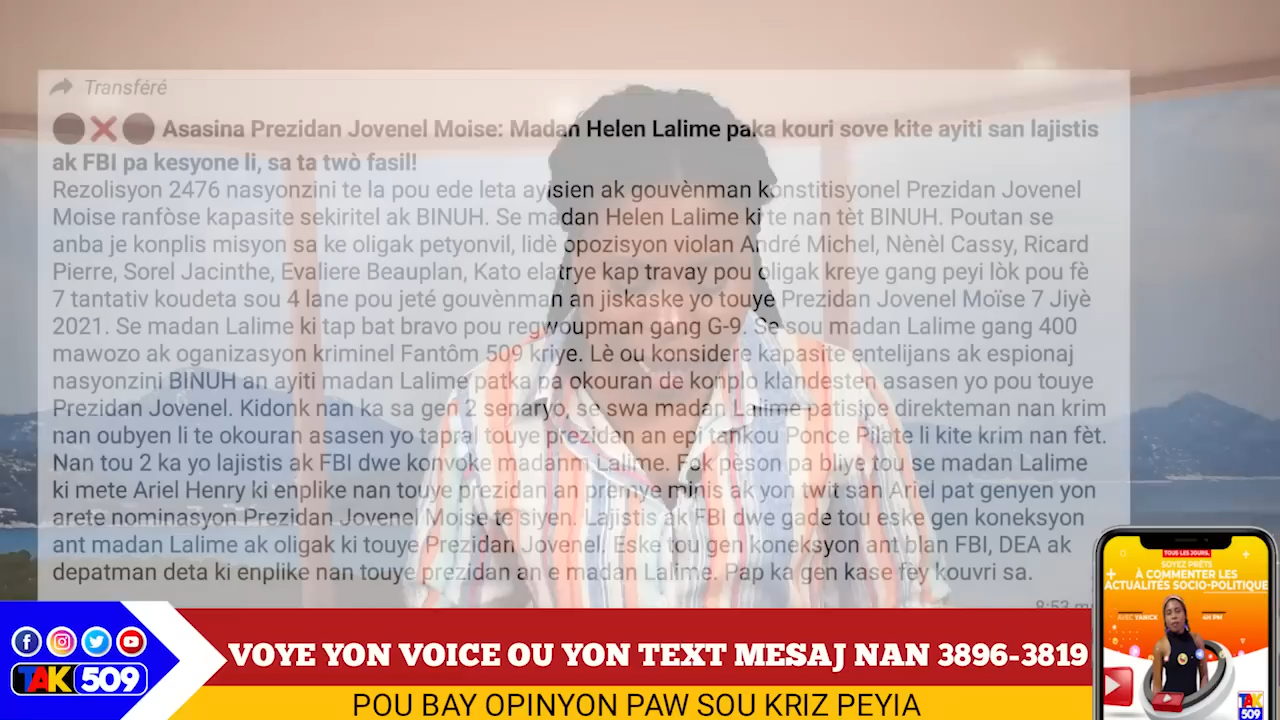 Transféré
Asasina Prezidan Jovenel Moise: Madan Helen Lalime paka kouri sove kite ayiti san lajistis
ak FBI pa kesyone li, sa ta twò fasil!
Rezolisyon 2476 nasyonzini te la pou ede leta ayisien ak gouvènman konstitisyonel Prezidan Jovenel
Moise ranfòse kapasite sekiritel ak BINUH. Se madan Helen Lalime ki te nan tèt BINUH. Poutan se
anba je konplis misyon sa ke oligak petyonvil, lidè opozisyon violan André Michel, Nènèl Cassy, Ricard
Pierre, Sorel Jacinthe, Evaliere Beauplan, Kato elatrye kap travay pou oligak kreye gang peyi lòk pou fè
7 tantativ koudeta sou 4 lane pou jeté gouvènman an jiskaske yo touye Prezidan Jovenel Moïse 7 Jiyè
2021. Se madan Lalime ki tap bat bravo pou regwoupman gang G-9. Se sou madan Lalime gang 400
mawozo ak oganizasyon kriminel Fantôm 509 kriye. Lè ou konsidere kapasite entelijans ak espionaj
nasyonzini BINUH an ayiti madan Lalime patka pa okouran de konplo klandesten asasen yo pou touye
Prezidan Jovenel. Kidonk nan ka sa gen 2 senaryo, se swa madan Lalime patisipe direkteman nan krim
nan oubyen li te okouran asasen yo tapral touye prezidan an epi tankou Ponce Pilate li kite krim nan fèt.
Nan tou 2 ka yo lajistis ak FBI dwe konvoke madanm Lalime. Fok pèson pa bliye tou se madan Lalime
ki mete Ariel Henry ki enplike nan touye prezidan an premye minis ak yon twit san Ariel pat genyen yon
arete nominasyon Prezidan Jovenel Moise te siyen. Lajistis ak FBI dwe gade tou eske gen koneksyon
ant madan Lalime ak oligak ki touye Prezidan Jovenel. Eske tou gen koneksyon ant blan FBI, DEA ak
depatman deta ki enplike nan touye prezidan an e madan Lalime. Pap ka gen kase fey kouvri sa.
TOUS LES JOURS,
SOYEZ PRÊTS
À COMMENTER LES
ACTUALITÉS SOCIO-POLITIQUE
AVEC YANICK
4H PM
TAK 509
VOYE YON VOICE OU YON TEXT MESAJ NAN 3896-3819
POU BAY OPINYON PAW SOU KRIZ PEYIA
TAK
509